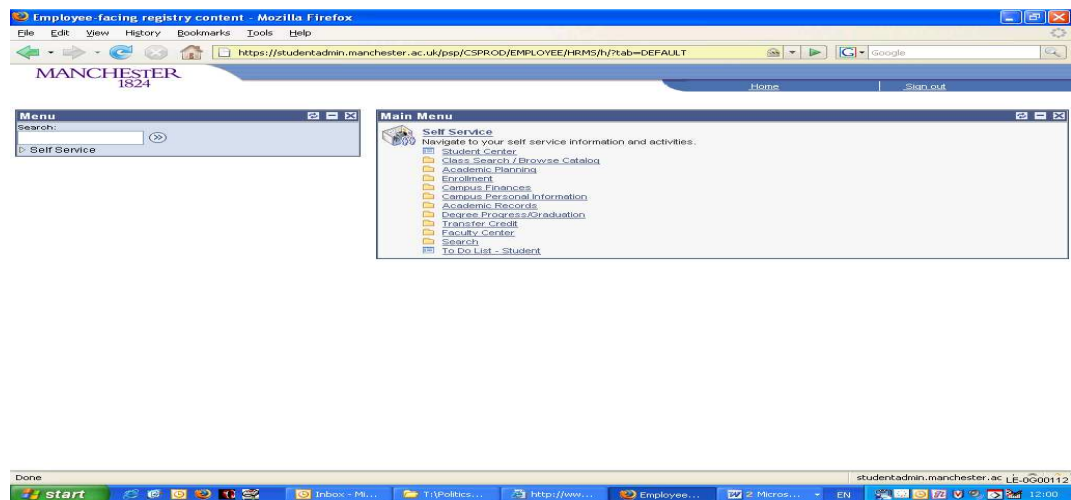 Employee-facing registry content - Mozilla Firefox
File Edit View History Bookmarks Tools Help
https://studentadmin.manchester.ac.uk/psp/CSPROD/EMPLOYEE/HRMS/h/?tab=DEFAULT
G Google
MANCHESTER
1824
Home Sign out
Menu
Search:
Self Service
Main Menu
Self Service
Navigate to your self service information and activities.
Student Center
Class Search / Browse Catalog
Academic Planning
Enrollment
Campus Finances
Campus Personal Information
Academic Records
Degree Progress/Graduation
Transfer Credit
Faculty Center
Search
To Do List - Student
Done studentadmin.manchester.ac LE-0G00112
start Inbox - Mi... T:\Politics... http://www... Employee... 2 Micros... EN 12:00